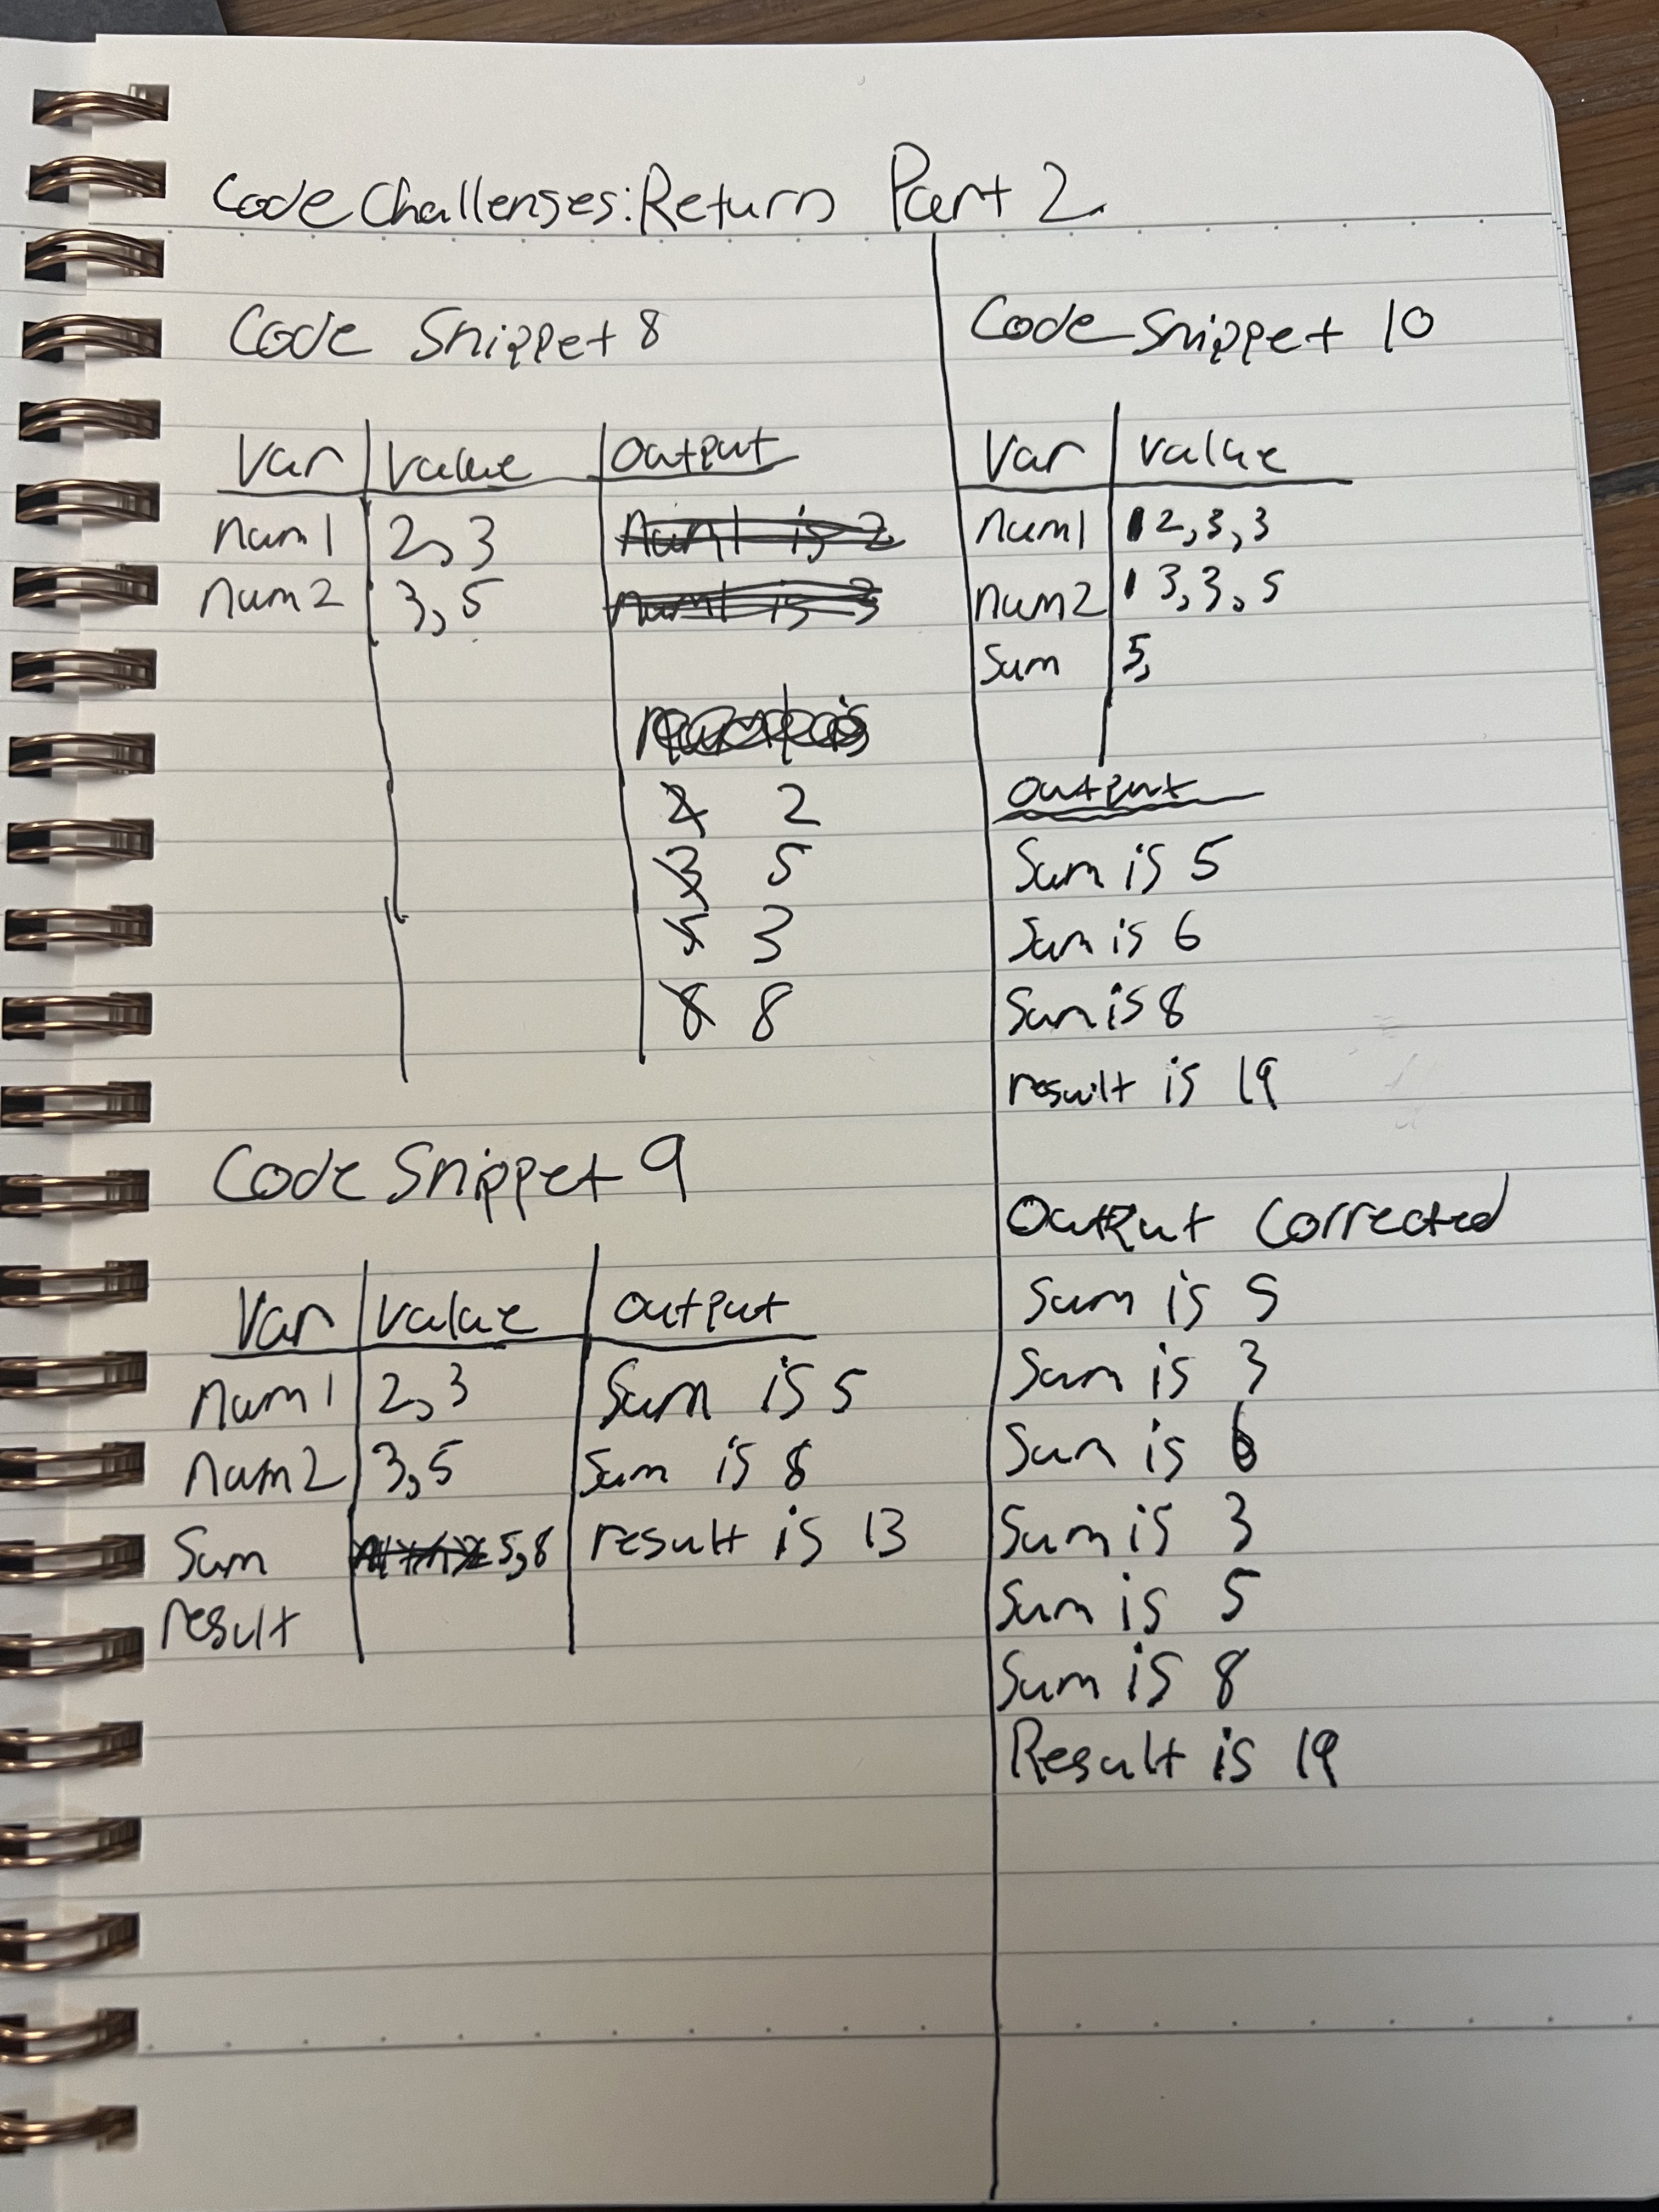 Code Challenges: Return Part 2
Code Snippet 8
Var Value Output
num1 2, 3 num1 is 2
num2 3, 5 num1 is 3
2 2
3 5
5 3
8 8
Code Snippet 9
Var Value Output
num1 2, 3 Sum is 5
num2 3, 5 Sum is 8
Sum 5, 8 result is 13
result
Code Snippet 10
Var Value
num1 2, 3, 3
num2 3, 3, 5
Sum 5,
Output
Sum is 5
Sum is 6
Sum is 8
result is 19
Output Corrected
Sum is 5
Sum is 3
Sum is 6
Sum is 3
Sum is 5
Sum is 8
Result is 19